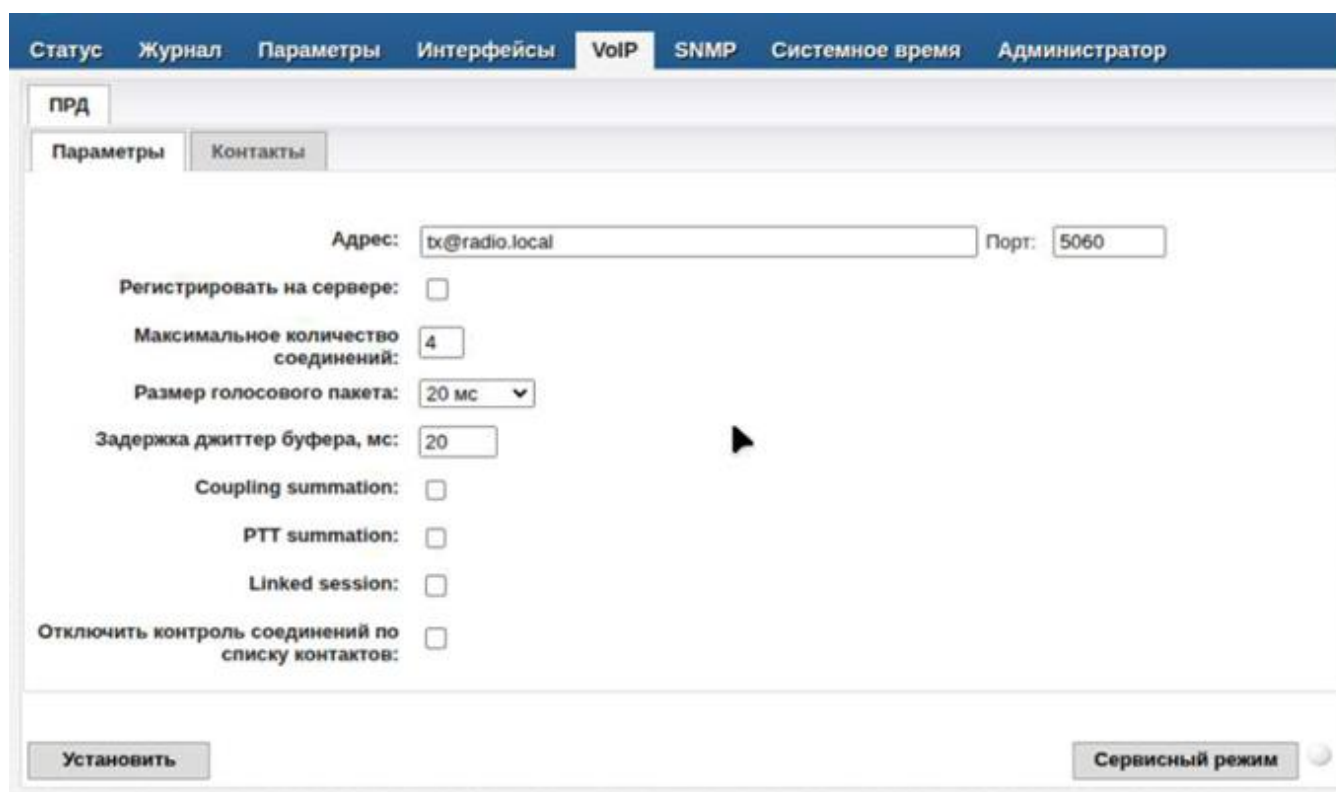 Статус Журнал Параметры Интерфейсы VoIP SNMP Системное время Администратор
ПРД
Параметры Контакты
Адрес: tx@radio.local Порт: 5060
Регистрировать на сервере:
Максимальное количество
соединений: 4
Размер голосового пакета: 20 мс
Задержка джиттер буфера, мс: 20
Coupling summation:
PTT summation:
Linked session:
Отключить контроль соединений по
списку контактов:
Установить Сервисный режим